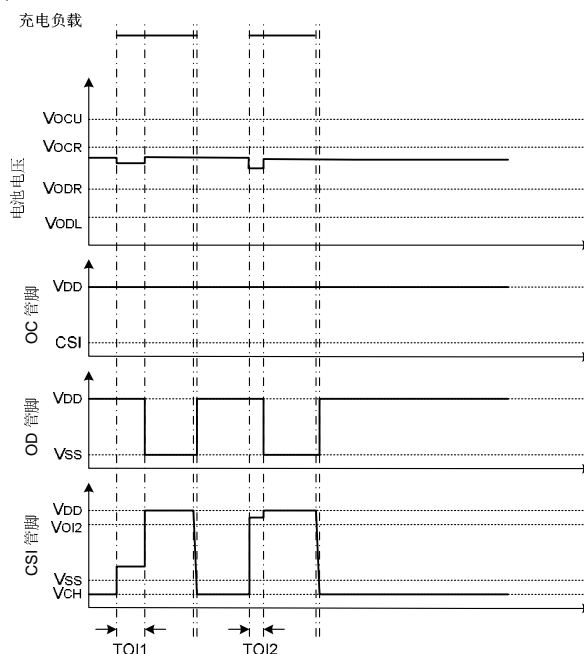 充电负载
VOCU
VOCR
VODR
VODL
电池电压
VDD
CSI
OC 管脚
VDD
VSS
OD 管脚
VDD
VOI2
VSS
VCH
CSI 管脚
TOI1
TOI2